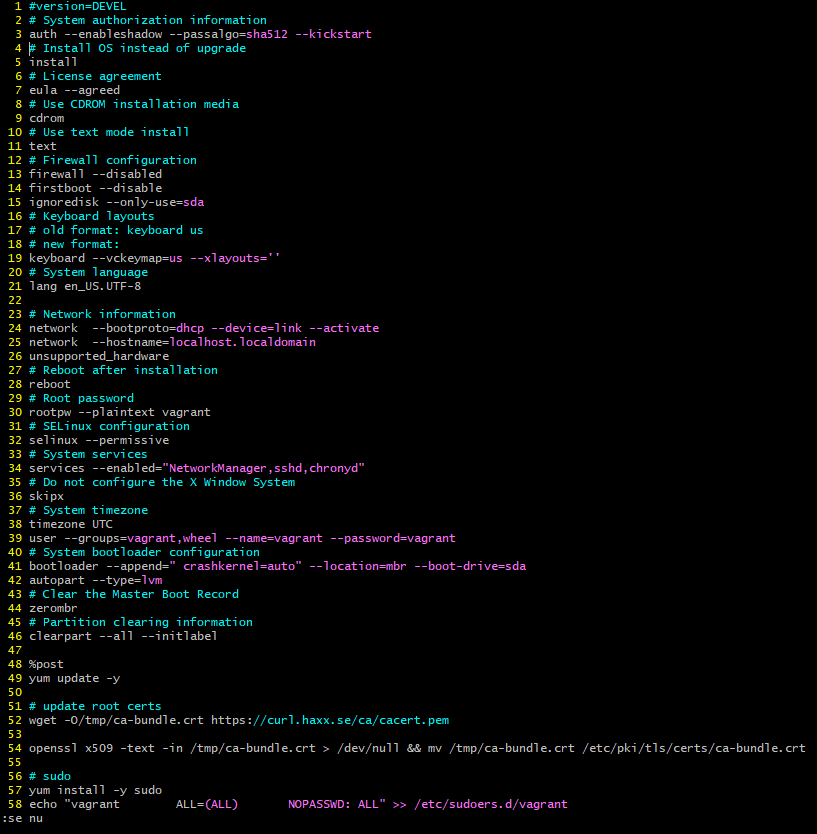 1 #version=DEVEL
2 # System authorization information
3 auth --enableshadow --passalgo=sha512 --kickstart
4 # Install OS instead of upgrade
5 install
6 # License agreement
7 eula --agreed
8 # Use CDROM installation media
9 cdrom
10 # Use text mode install
11 text
12 # Firewall configuration
13 firewall --disabled
14 firstboot --disable
15 ignoredisk --only-use=sda
16 # Keyboard layouts
17 # old format: keyboard us
18 # new format:
19 keyboard --vckeymap=us --xlayouts=''
20 # System language
21 lang en_US.UTF-8
22
23 # Network information
24 network  --bootproto=dhcp --device=link --activate
25 network  --hostname=localhost.localdomain
26 unsupported_hardware
27 # Reboot after installation
28 reboot
29 # Root password
30 rootpw --plaintext vagrant
31 # SELinux configuration
32 selinux --permissive
33 # System services
34 services --enabled="NetworkManager,sshd,chronyd"
35 # Do not configure the X Window System
36 skipx
37 # System timezone
38 timezone UTC
39 user --groups=vagrant,wheel --name=vagrant --password=vagrant
40 # System bootloader configuration
41 bootloader --append=" crashkernel=auto" --location=mbr --boot-drive=sda
42 autopart --type=lvm
43 # Clear the Master Boot Record
44 zerombr
45 # Partition clearing information
46 clearpart --all --initlabel
47
48 %post
49 yum update -y
50
51 # update root certs
52 wget -O/tmp/ca-bundle.crt https://curl.haxx.se/ca/cacert.pem
53
54 openssl x509 -text -in /tmp/ca-bundle.crt > /dev/null && mv /tmp/ca-bundle.crt /etc/pki/tls/certs/ca-bundle.crt
55
56 # sudo
57 yum install -y sudo
58 echo "vagrant        ALL=(ALL)       NOPASSWD: ALL" >> /etc/sudoers.d/vagrant
:se nu